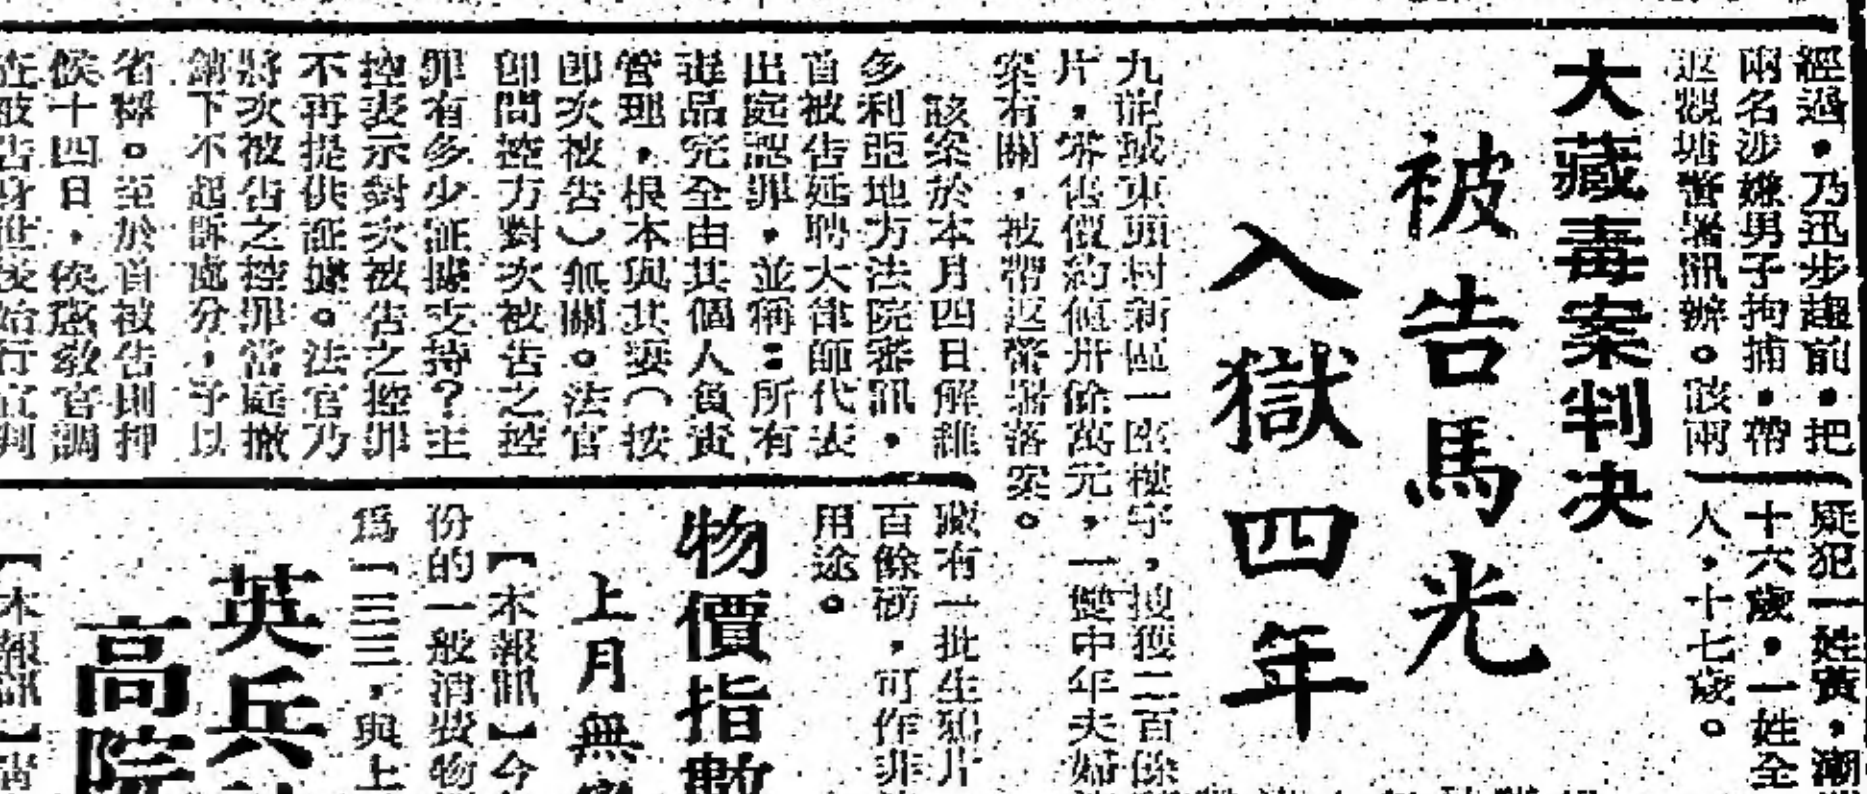 經過,乃迅步趨前,把
兩名涉嫌男子拘捕,帶
返觀塘警署訊辦。該兩
疑犯一姓黃,潮
十六歲,一姓全
人,十七歲。
大藏毒案判决
被告馬光
入獄四年
九龍城東頭村新區一座樓宇,搜獲二百餘
片,零售價約值卅餘萬元,一雙中年夫婦
案有關,被帶返警署落案。
該案於本月四日解維
多利亞地方法院審訊,
首被告延聘大律師代表
出庭認罪,並稱:所有
毒品完全由其個人負責
管理,根本與其妻(按
即次被告)無關。法官
即問控方對次被告之控
罪有多少証據支持?主
控表示對次被告之控罪
不再提供証據。法官乃
將次被告之控罪當庭撤
銷下不起訴處分,予以
省釋。至於首被告則押
候十四日,俟感教官調
在被告身世後始行宣判
藏有一批生鴉片
百餘磅,可作非
用途。
物價指數
上月無
【本報訊】今
份的一般消費物
為一三三,與上
英兵
高院
【本報訊】